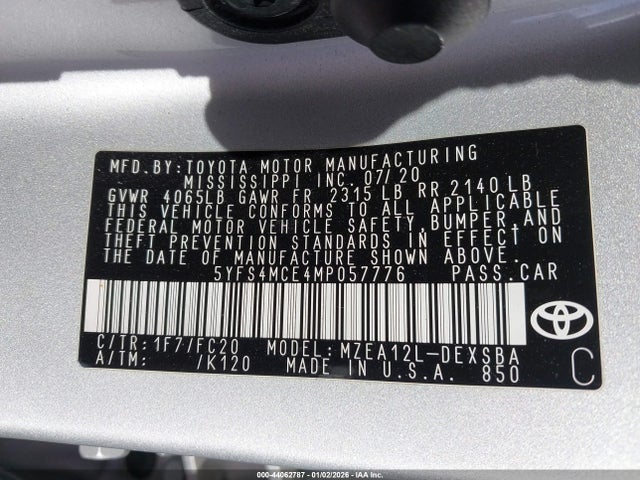 MFD.BY:TOYOTA MOTOR MANUFACTURING
MISSISSIPPI INC. 07/20
GVWR 4065LB GAWR FR 2315 LB RR 2140 LB
THIS VEHICLE CONFORMS TO ALL APPLICABLE
FEDERAL MOTOR VEHICLE SAFETY, BUMPER, AND
THEFT PREVENTION STANDARDS IN EFFECT ON
THE DATE OF MANUFACTURE SHOWN ABOVE.
5YFS4MCE4MP057776 PASS.CAR
C/TR: 1F7/FC20 MODEL: MZEA12L-DEXSBA
A/TM: /K120 MADE IN U.S.A. 850 C
000-44062787 - 01/02/2026 - IAA Inc.